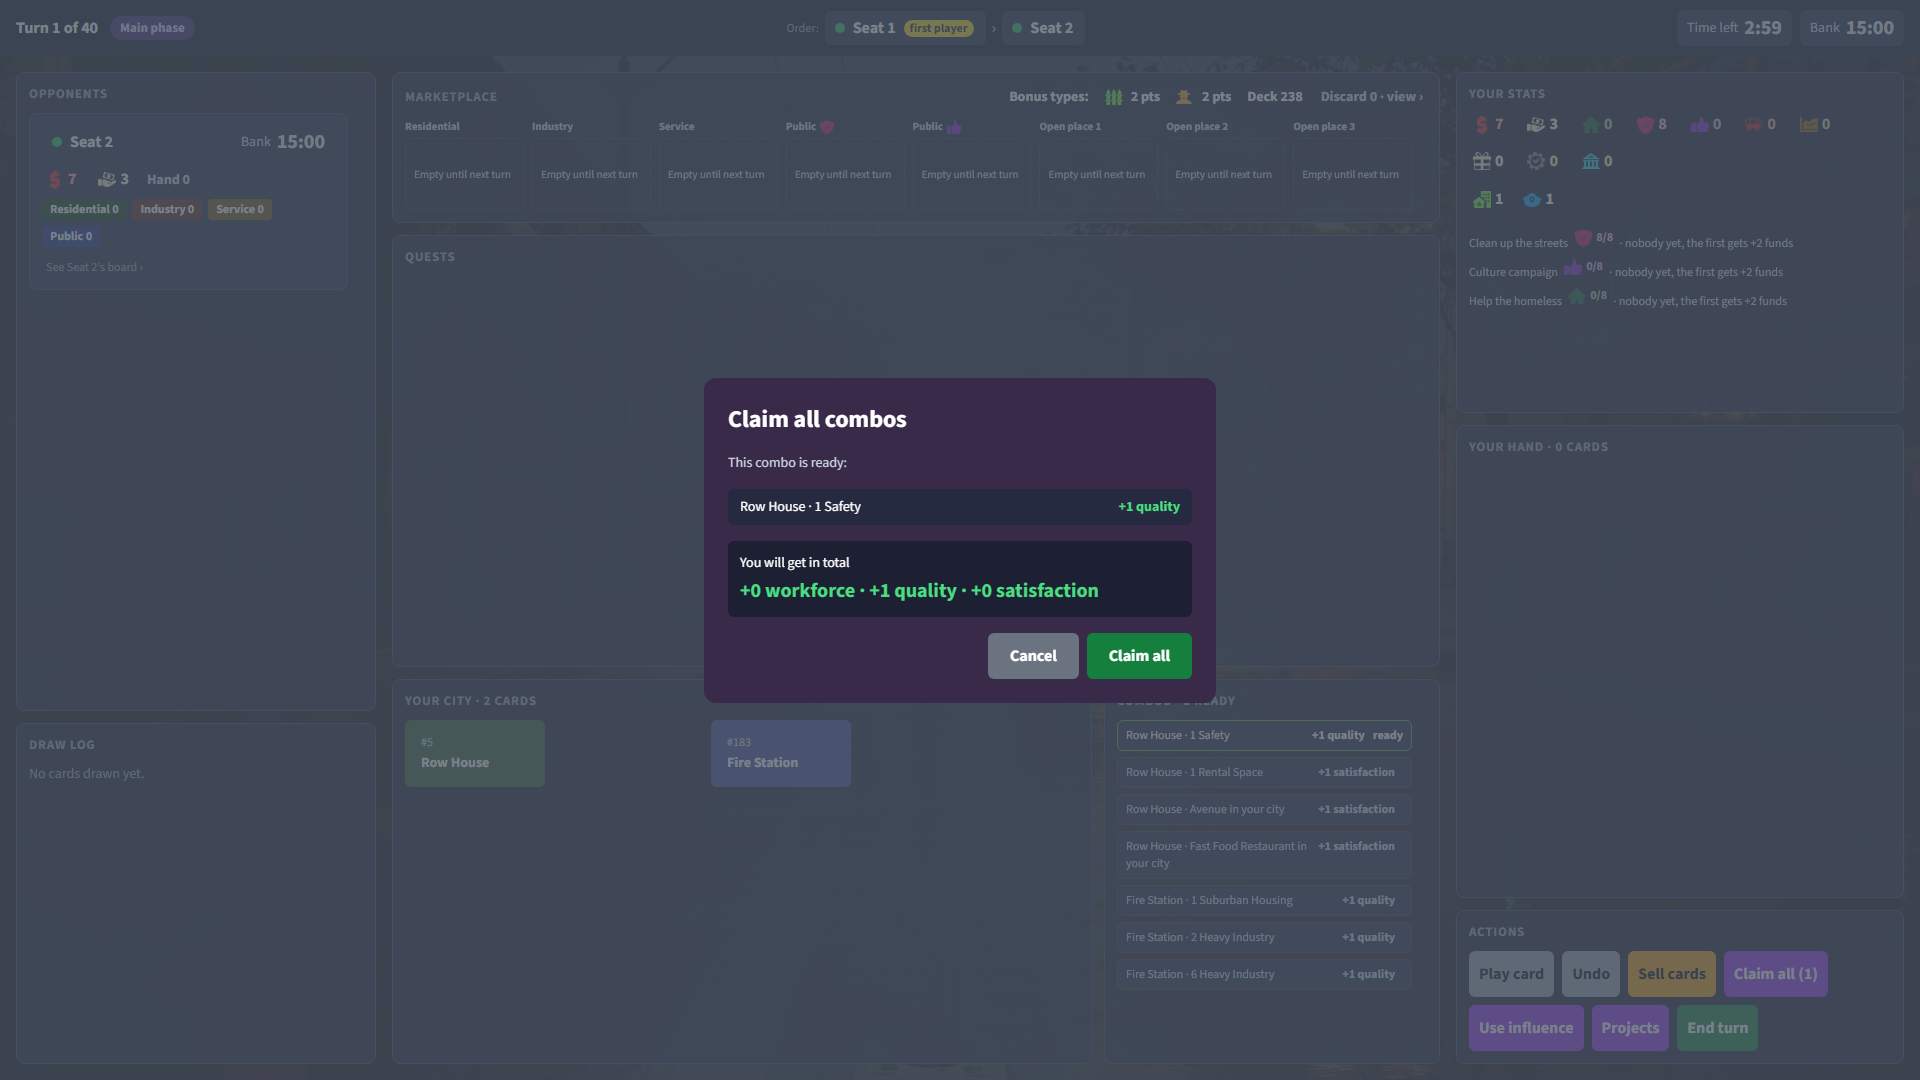 Turn 1 of 40 Main phase
Order: Seat 1 first player › Seat 2
Time left 2:59 Bank 15:00
OPPONENTS
Seat 2 Bank 15:00
7 3 Hand 0
Residential 0 Industry 0 Service 0
Public 0
See Seat 2's board ›
DRAW LOG
No cards drawn yet.
MARKETPLACE
Bonus types: 2 pts 2 pts Deck 238 Discard 0 · view ›
Residential Industry Service Public Public Open place 1 Open place 2 Open place 3
Empty until next turn Empty until next turn Empty until next turn Empty until next turn Empty until next turn Empty until next turn Empty until next turn Empty until next turn
QUESTS
Claim all combos
This combo is ready:
Row House · 1 Safety +1 quality
You will get in total
+0 workforce · +1 quality · +0 satisfaction
Cancel Claim all
YOUR CITY · 2 CARDS
#5
Row House
#183
Fire Station
READY
Row House · 1 Safety +1 quality ready
Row House · 1 Rental Space +1 satisfaction
Row House · Avenue in your city +1 satisfaction
Row House · Fast Food Restaurant in +1 satisfaction
your city
Fire Station · 1 Suburban Housing +1 quality
Fire Station · 2 Heavy Industry +1 quality
Fire Station · 6 Heavy Industry +1 quality
YOUR STATS
7 3 0 8 0 0 0
0 0 0
1 1
Clean up the streets 8/8 · nobody yet, the first gets +2 funds
Culture campaign 0/8 · nobody yet, the first gets +2 funds
Help the homeless 0/8 · nobody yet, the first gets +2 funds
YOUR HAND · 0 CARDS
ACTIONS
Play card Undo Sell cards Claim all (1)
Use influence Projects End turn